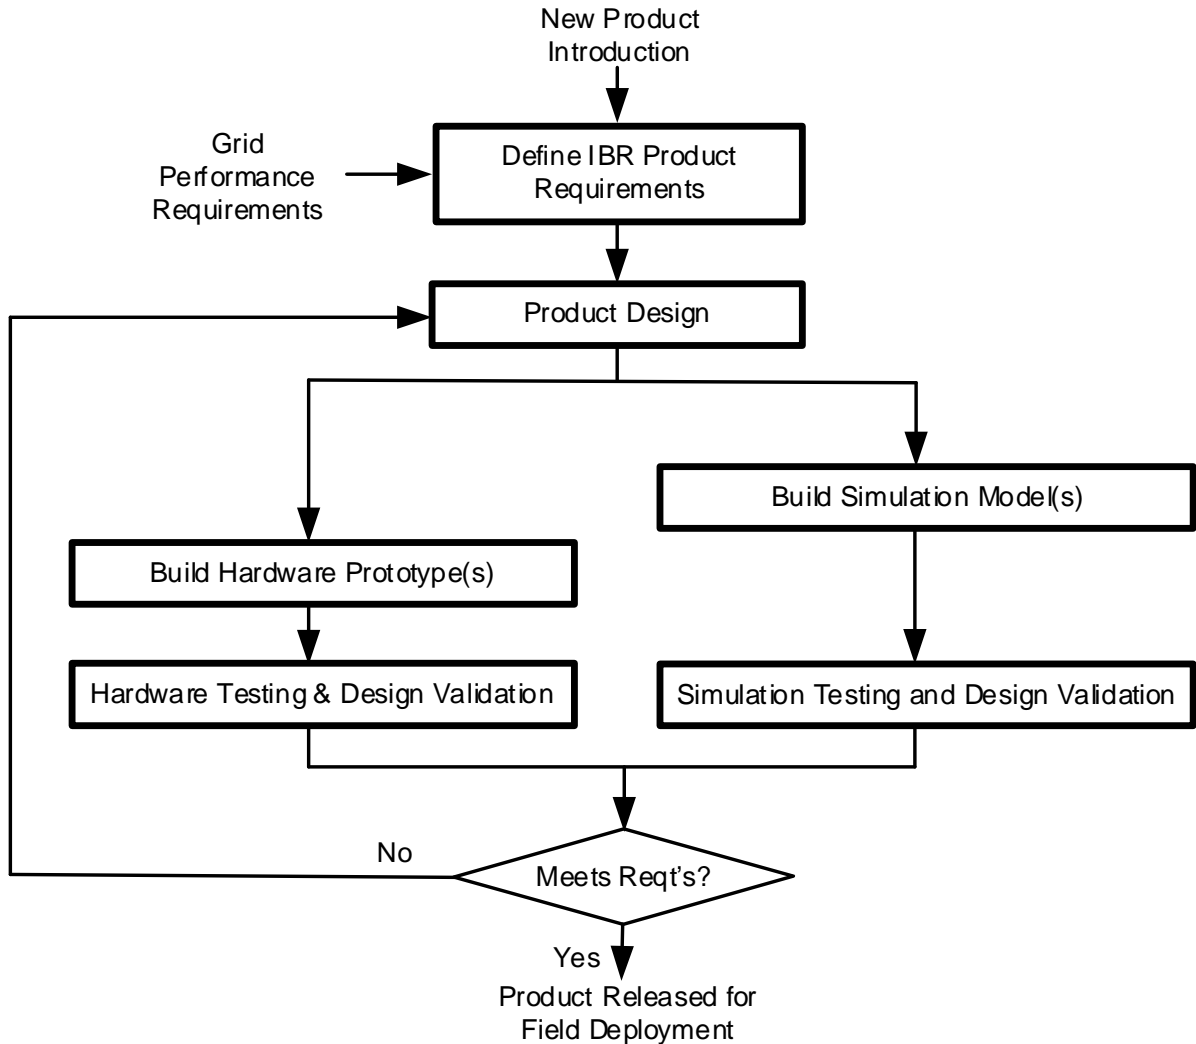 New Product
Introduction
Grid
Performance
Requirements
Define IBR Product
Requirements
Product Design
Build Simulation Model(s)
Build Hardware Prototype(s)
Hardware Testing & Design Validation
Simulation Testing and Design Validation
No
Meets Reqt's?
Yes
Product Released for
Field Deployment